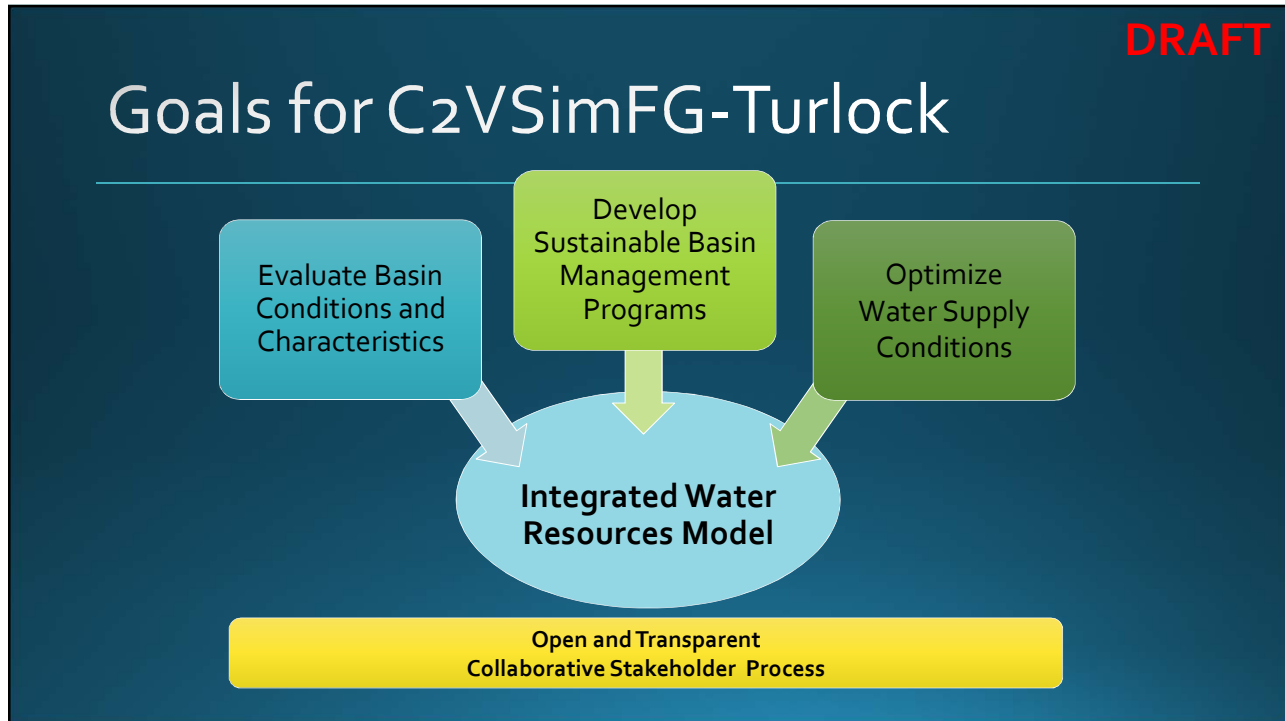 DRAFT
Goals for C2VSimFG-Turlock
Evaluate Basin
Conditions and
Characteristics
Develop
Sustainable Basin
Management
Programs
Optimize
Water Supply
Conditions
Integrated Water
Resources Model
Open and Transparent
Collaborative Stakeholder Process